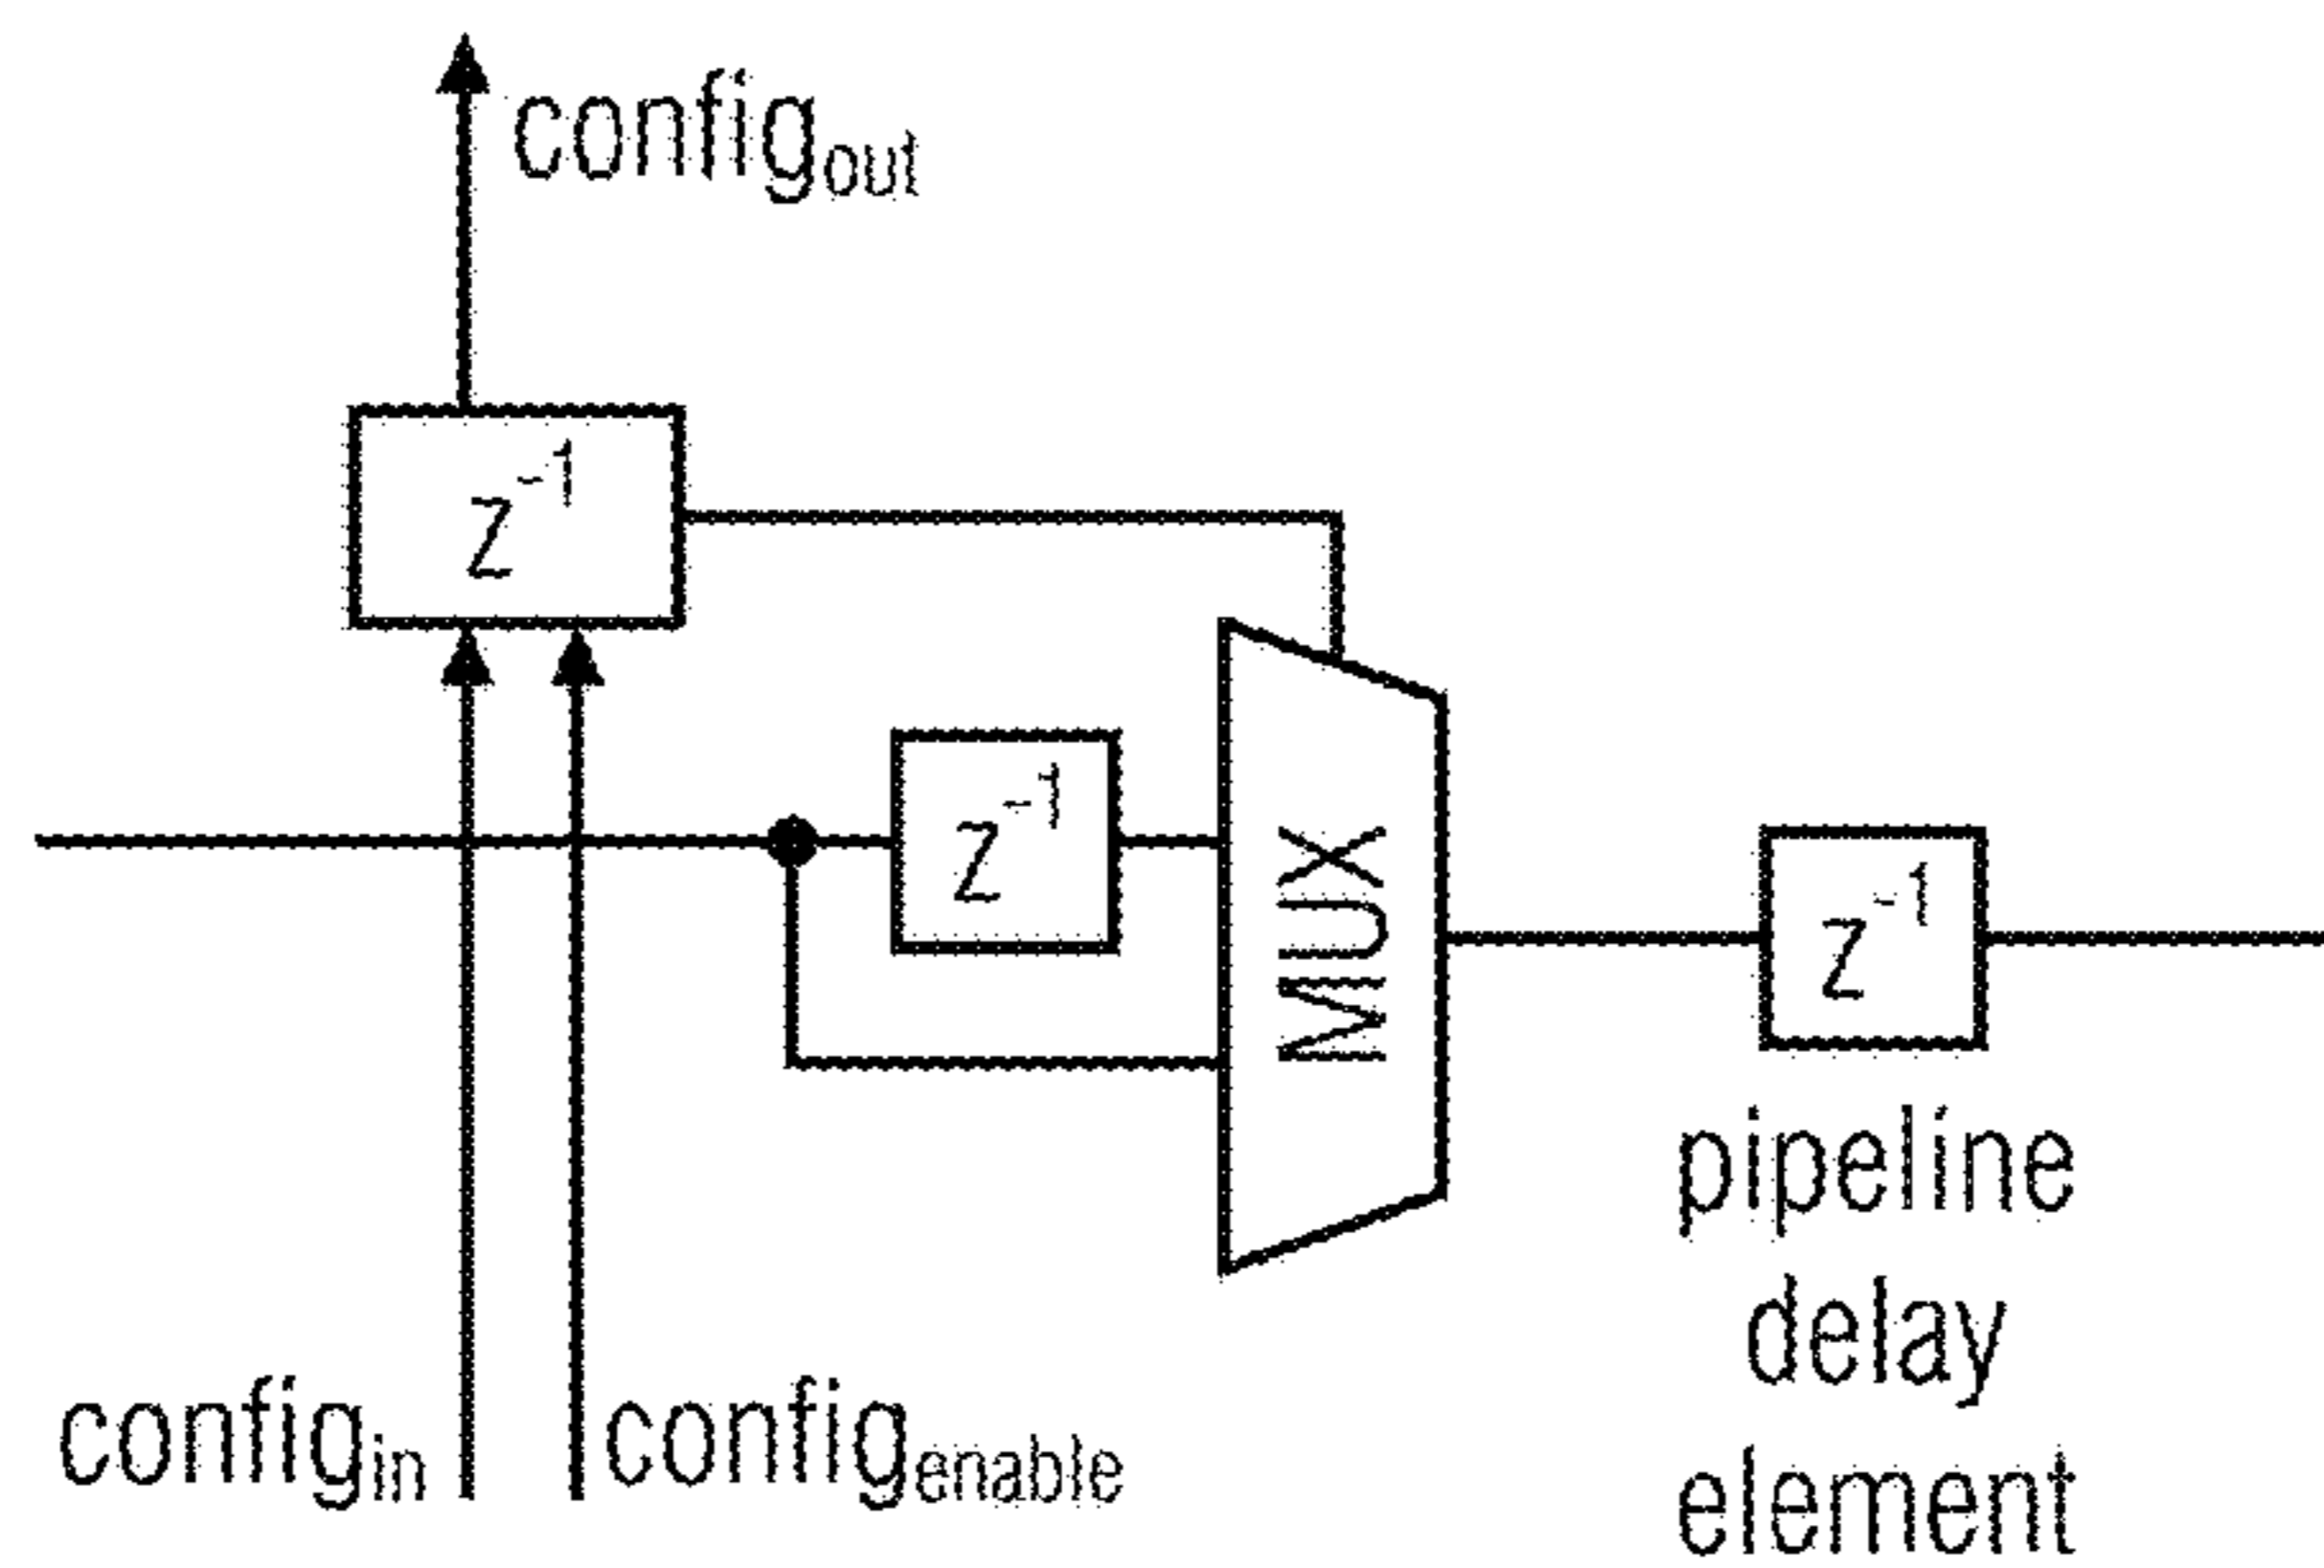 config_out
z^-1
z^-1
MUX
z^-1
pipeline
delay
element
config_in
config_enable